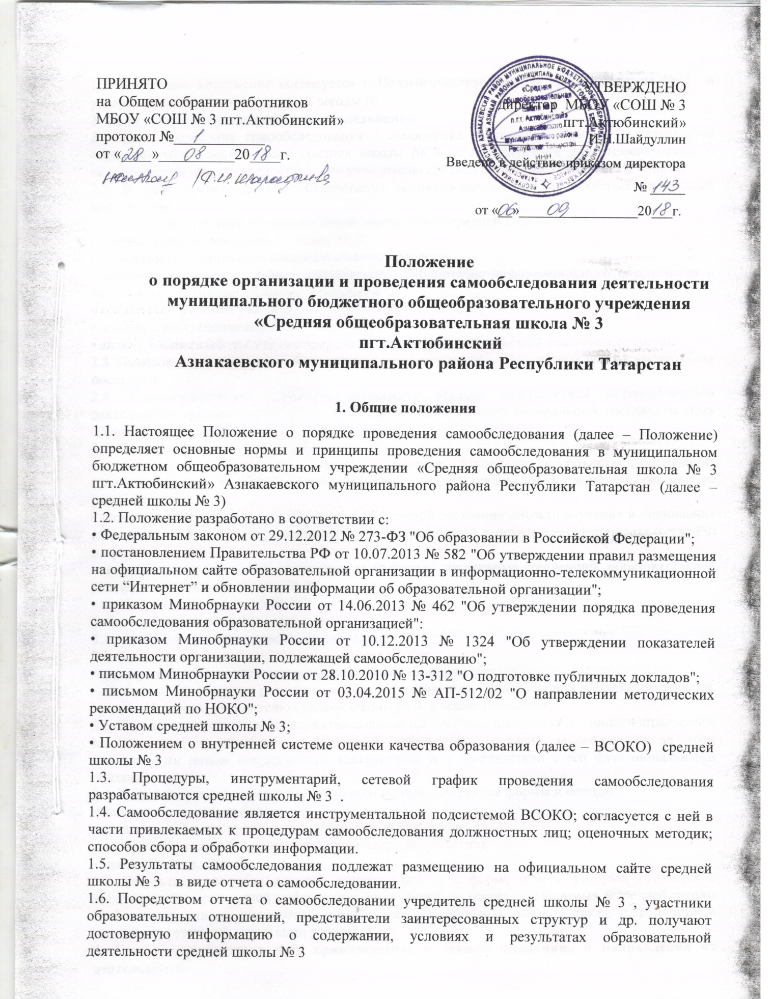 ПРИНЯТО
на Общем собрании работников
МБОУ «СОШ № 3 пгт.Актюбинский»
протокол № 1
от «28» 08 2018 г.
УТВЕРЖДЕНО
директор МБОУ «СОШ № 3
пгт.Актюбинский»
И.Н.Шайдуллин
Введено в действие приказом директора
№ 143
от «06» 09 2018 г.
«Средняя
общеобразовательная
школа № 3
п.г.т. Актюбинский»
Азнакаевского
муниципального района
Республики Татарстан
ИНН
Положение
о порядке организации и проведения самообследования деятельности
муниципального бюджетного общеобразовательного учреждения
«Средняя общеобразовательная школа № 3
пгт.Актюбинский
Азнакаевского муниципального района Республики Татарстан
1. Общие положения
1.1. Настоящее Положение о порядке проведения самообследования (далее – Положение)
определяет основные нормы и принципы проведения самообследования в муниципальном
бюджетном общеобразовательном учреждении «Средняя общеобразовательная школа № 3
пгт.Актюбинский» Азнакаевского муниципального района Республики Татарстан (далее –
средней школы № 3)
1.2. Положение разработано в соответствии с:
• Федеральным законом от 29.12.2012 № 273-ФЗ "Об образовании в Российской Федерации";
• постановлением Правительства РФ от 10.07.2013 № 582 "Об утверждении правил размещения
на официальном сайте образовательной организации в информационно-телекоммуникационной
сети “Интернет” и обновлении информации об образовательной организации";
• приказом Минобрнауки России от 14.06.2013 № 462 "Об утверждении порядка проведения
самообследования образовательной организацией":
• приказом Минобрнауки России от 10.12.2013 № 1324 "Об утверждении показателей
деятельности организации, подлежащей самообследованию";
• письмом Минобрнауки России от 28.10.2010 № 13-312 "О подготовке публичных докладов";
• письмом Минобрнауки России от 03.04.2015 № АП-512/02 "О направлении методических
рекомендаций по НОКО";
• Уставом средней школы № 3;
• Положением о внутренней системе оценки качества образования (далее – ВСОКО) средней
школы № 3
1.3. Процедуры, инструментарий, сетевой график проведения самообследования
разрабатываются средней школы № 3 .
1.4. Самообследование является инструментальной подсистемой ВСОКО; согласуется с ней в
части привлекаемых к процедурам самообследования должностных лиц; оценочных методик;
способов сбора и обработки информации.
1.5. Результаты самообследования подлежат размещению на официальном сайте средней
школы № 3 в виде отчета о самообследовании.
1.6. Посредством отчета о самообследовании учредитель средней школы № 3 , участники
образовательных отношений, представители заинтересованных структур и др. получают
достоверную информацию о содержании, условиях и результатах образовательной
деятельности средней школы № 3